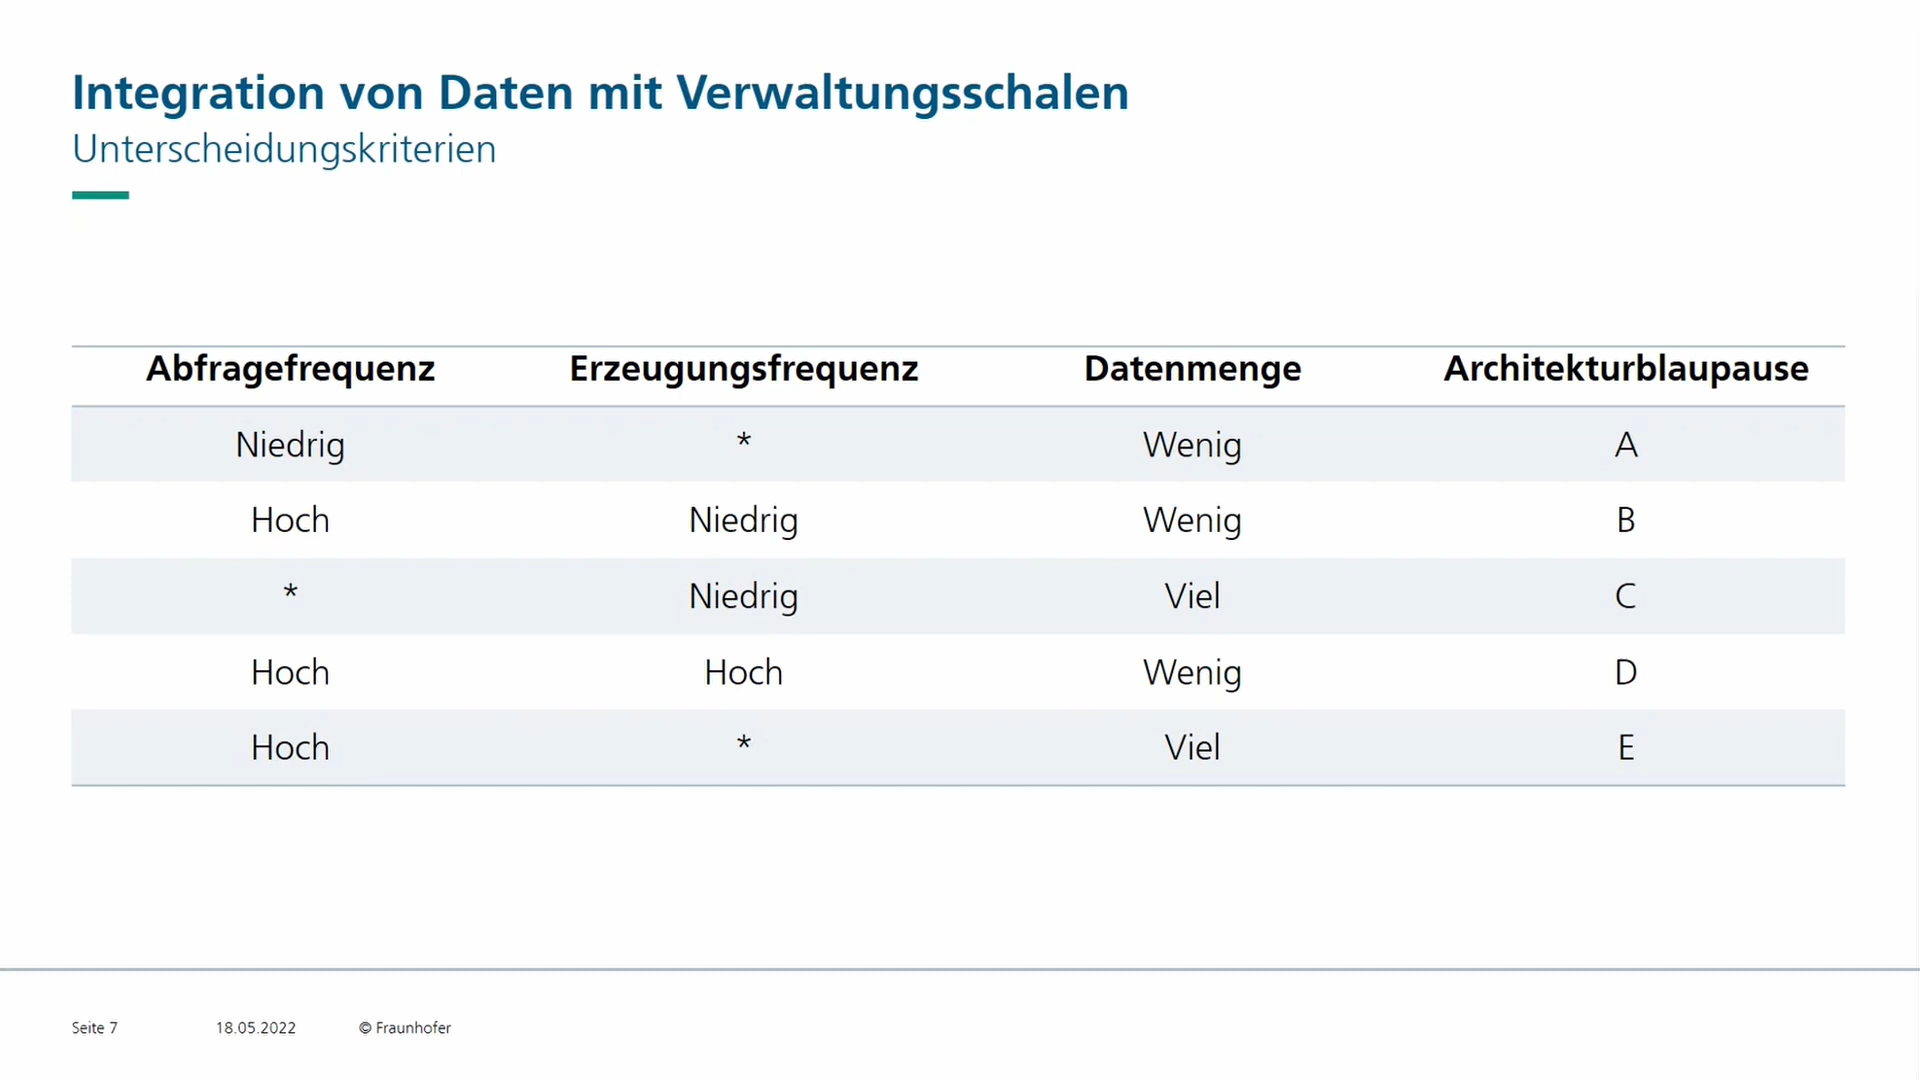 Integration von Daten mit Verwaltungsschalen
Unterscheidungskriterien
Abfragefrequenz Erzeugungsfrequenz Datenmenge Architekturblaupause
Niedrig * Wenig A
Hoch Niedrig Wenig B
* Niedrig Viel C
Hoch Hoch Wenig D
Hoch * Viel E
Seite 7 18.05.2022 © Fraunhofer